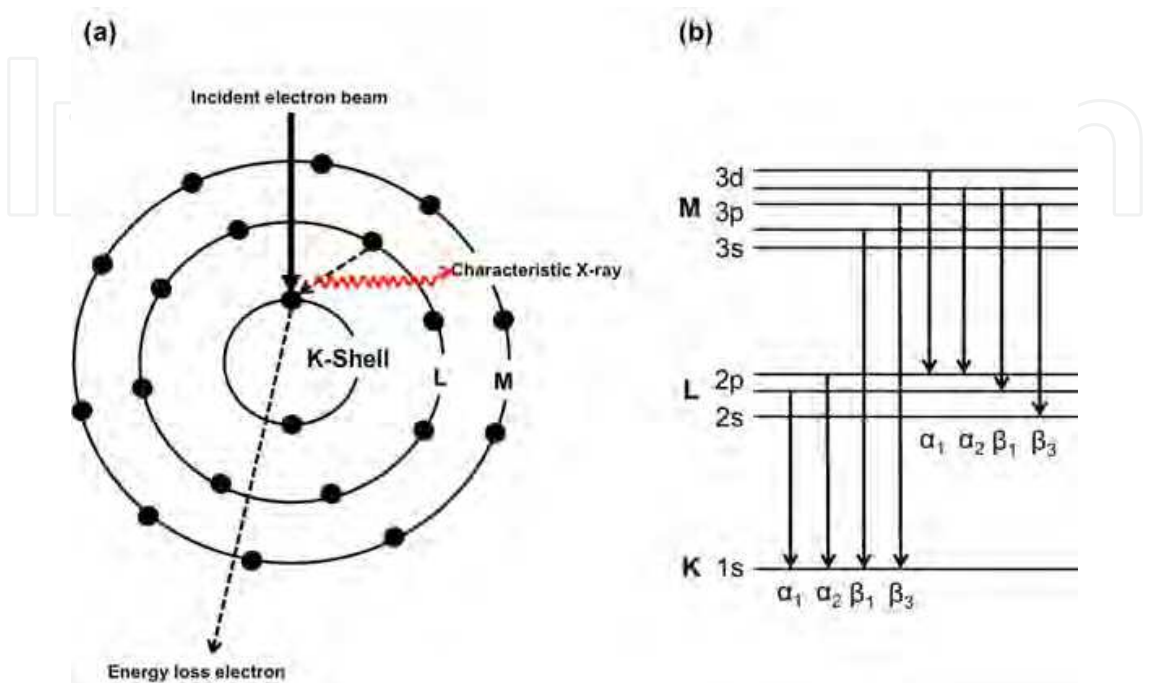 (a)
Incident electron beam
Characteristic X-ray
K-Shell
L
M
Energy loss electron
(b)
3d
M 3p
3s
2p
L
2s
α₁ α₂ β₁ β₃
K 1s
α₁ α₂ β₁ β₃